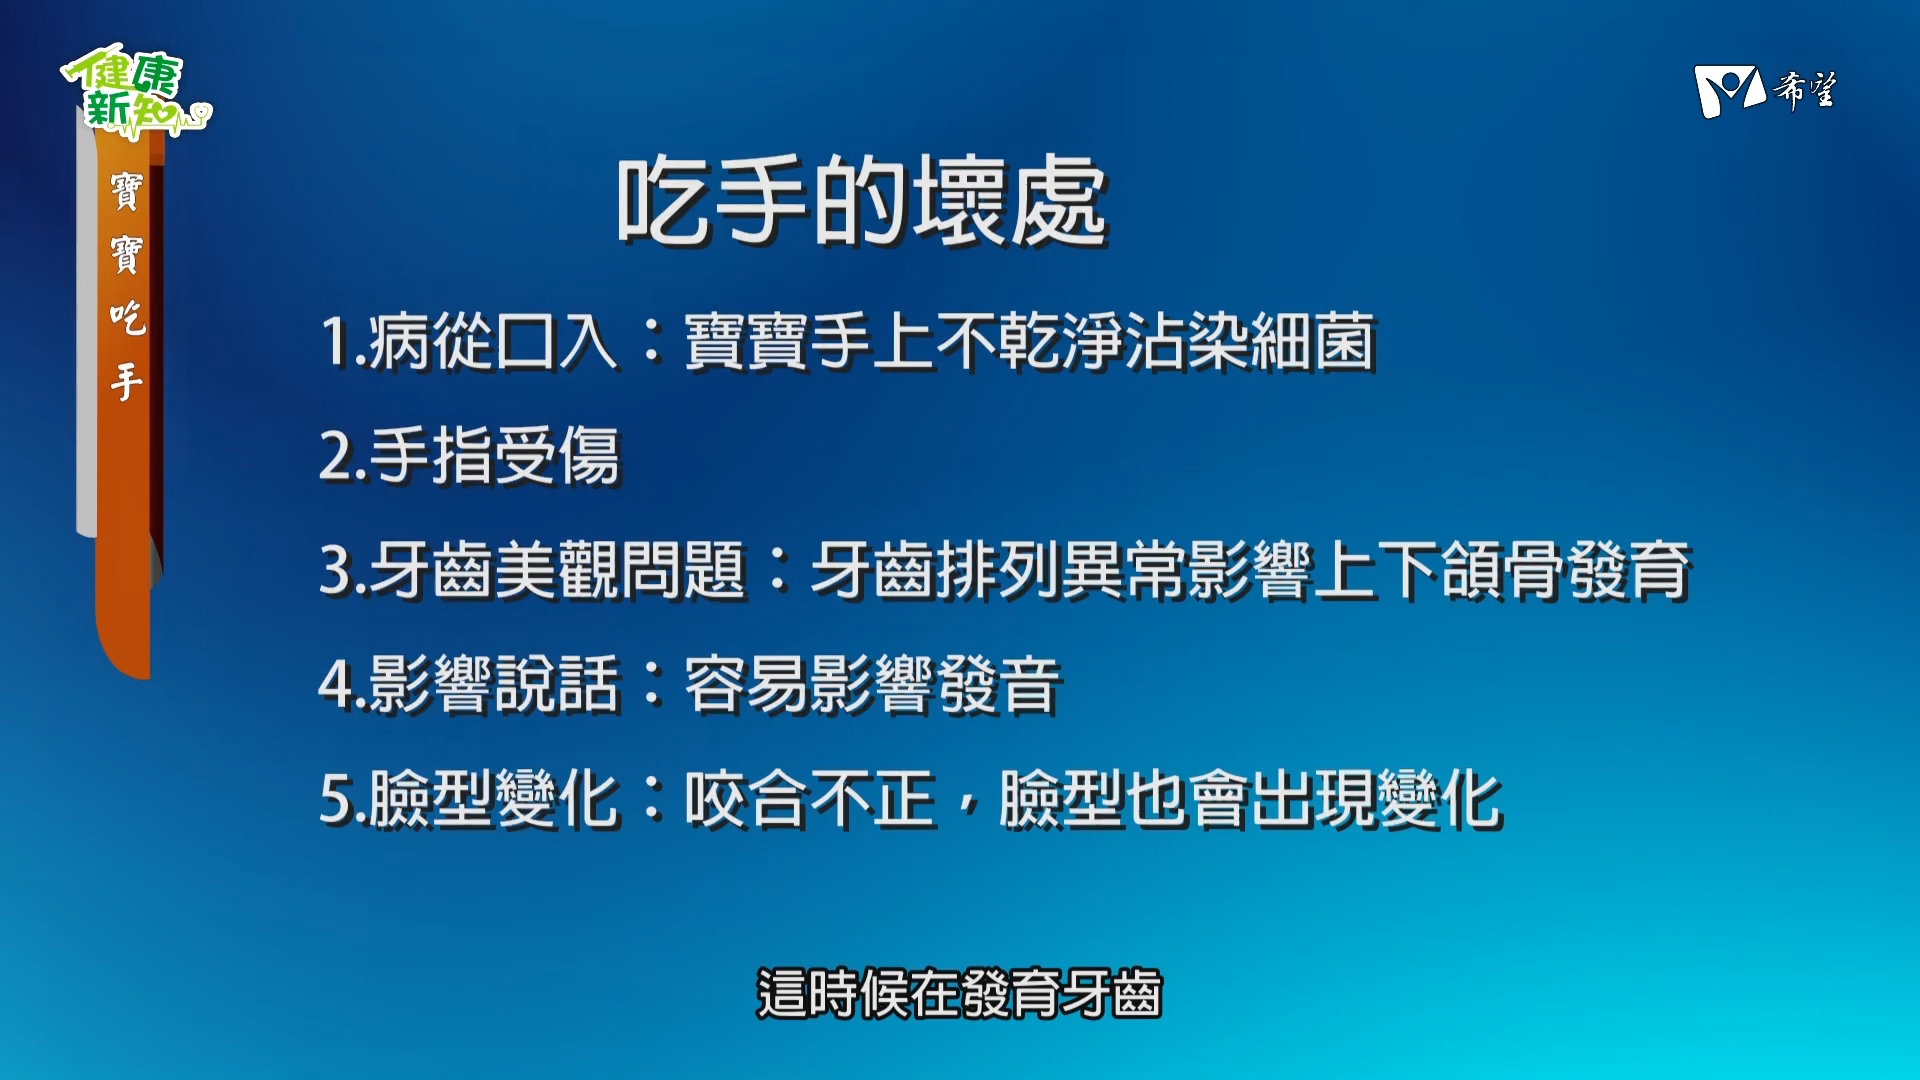 健康
新知
希望
寶寶吃手
吃手的壞處
1.病從口入：寶寶手上不乾淨沾染細菌
2.手指受傷
3.牙齒美觀問題：牙齒排列異常影響上下頜骨發育
4.影響說話：容易影響發音
5.臉型變化：咬合不正，臉型也會出現變化
這時候在發育牙齒